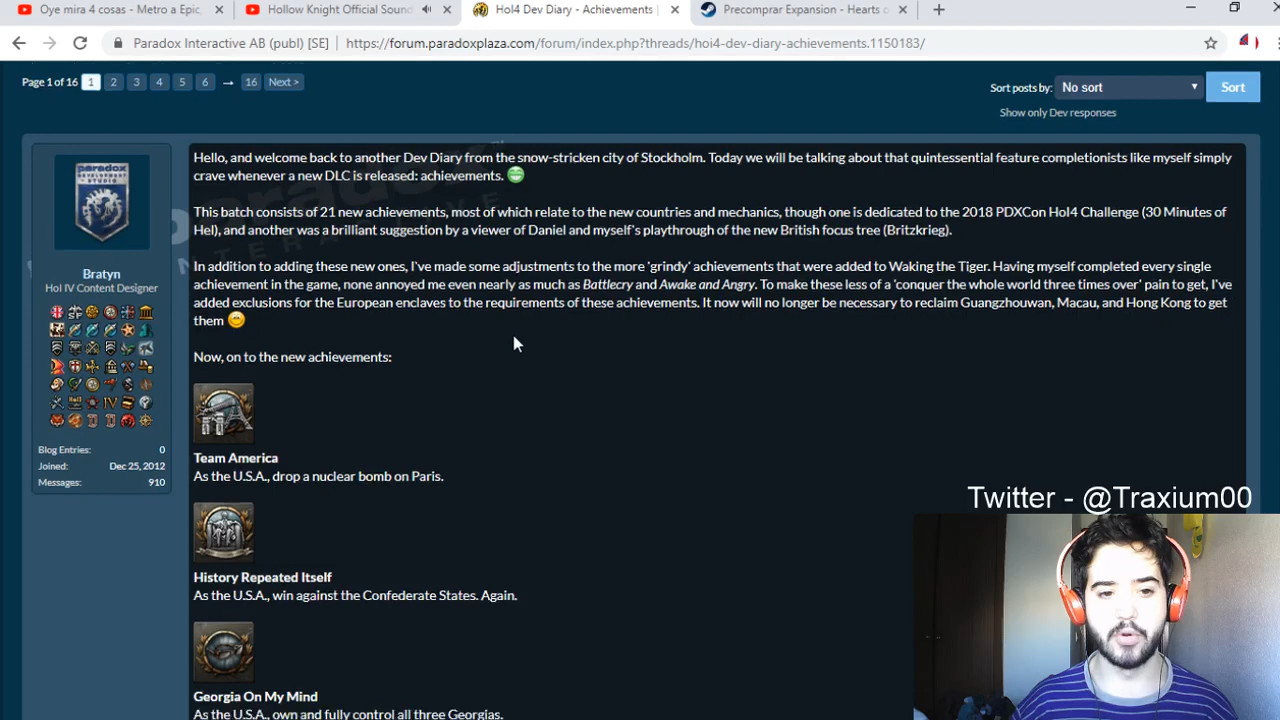 Oye mira 4 cosas - Metro a Epic,
Hollow Knight Official Sound
HoI4 Dev Diary - Achievements |
Precomprar Expansion - Hearts o
Paradox Interactive AB (publ) [SE]
https://forum.paradoxplaza.com/forum/index.php?threads/hoi4-dev-diary-achievements.1150183/
Page 1 of 16 1 2 3 4 5 6 → 16 Next >
Sort posts by: No sort Sort
Show only Dev responses
Hello, and welcome back to another Dev Diary from the snow-stricken city of Stockholm. Today we will be talking about that quintessential feature completionists like myself simply
crave whenever a new DLC is released: achievements.
This batch consists of 21 new achievements, most of which relate to the new countries and mechanics, though one is dedicated to the 2018 PDXCon HoI4 Challenge (30 Minutes of
Hel), and another was a brilliant suggestion by a viewer of Daniel and myself's playthrough of the new British focus tree (Britzkrieg).
In addition to adding these new ones, I've made some adjustments to the more 'grindy' achievements that were added to Waking the Tiger. Having myself completed every single
achievement in the game, none annoyed me even nearly as much as Battlecry and Awake and Angry. To make these less of a 'conquer the whole world three times over' pain to get, I've
added exclusions for the European enclaves to the requirements of these achievements. It now will no longer be necessary to reclaim Guangzhouwan, Macau, and Hong Kong to get
them
Now, on to the new achievements:
Team America
As the U.S.A., drop a nuclear bomb on Paris.
History Repeated Itself
As the U.S.A., win against the Confederate States. Again.
Georgia On My Mind
As the U.S.A., own and fully control all three Georgias.
paradox
DEVELOPMENT
STUDIO
Bratyn
HoI IV Content Designer
Blog Entries: 0
Joined: Dec 25, 2012
Messages: 910
Twitter - @Traxium00